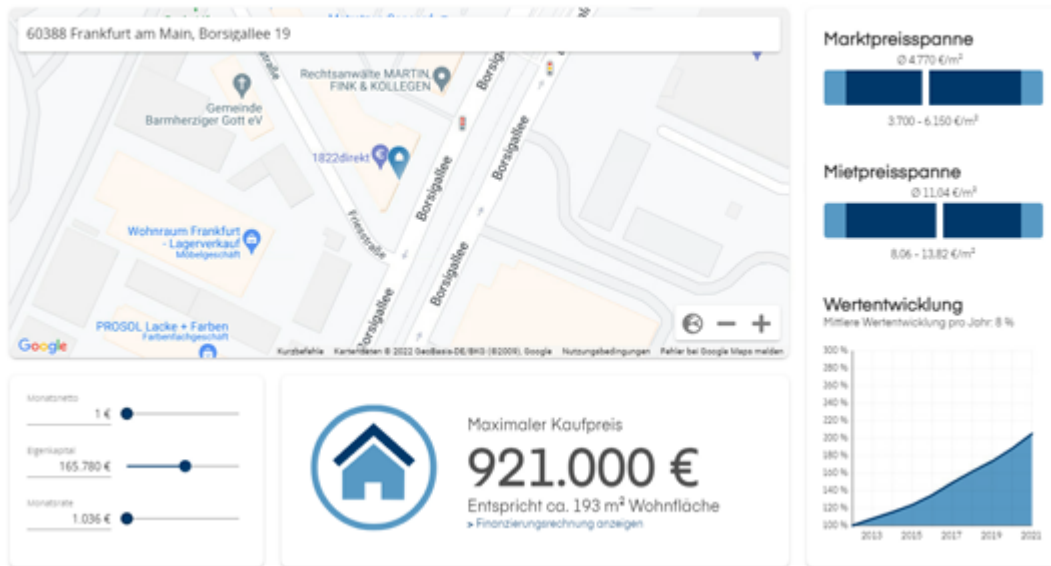 60388 Frankfurt am Main, Borsigallee 19
Rechtsanwälte MARTIN,
FINK & KOLLEGEN
Gemeinde
Barmherziger Gott eV
1822direkt
Borsigallee
Borsigallee
Friesstraße
Wohnraum Frankfurt
- Lagerverkauf
Möbelgeschäft
Borsigallee
Borsigallee
PROSOL Lacke + Farben
Farbenfachgeschäft
Google
Kurzbefehle
Kartendaten © 2022 GeoBasis-DE/BKG (©2009), Google
Nutzungsbedingungen
Fehler bei Google Maps melden
Monatsnetto
1 €
Eigenkapital
165.780 €
Monatsrate
1.036 €
Maximaler Kaufpreis
921.000 €
Entspricht ca. 193 m² Wohnfläche
> Finanzierungsrechnung anzeigen
Marktpreisspanne
Ø 4.770 €/m²
3.700 - 6.150 €/m²
Mietpreisspanne
Ø 11,04 €/m²
8.06 - 13.82 €/m²
Wertentwicklung
Mittlere Wertentwicklung pro Jahr: 8 %
300 %
280 %
260 %
240 %
220 %
200 %
180 %
160 %
140 %
120 %
100 %
2013 2015 2017 2019 2021